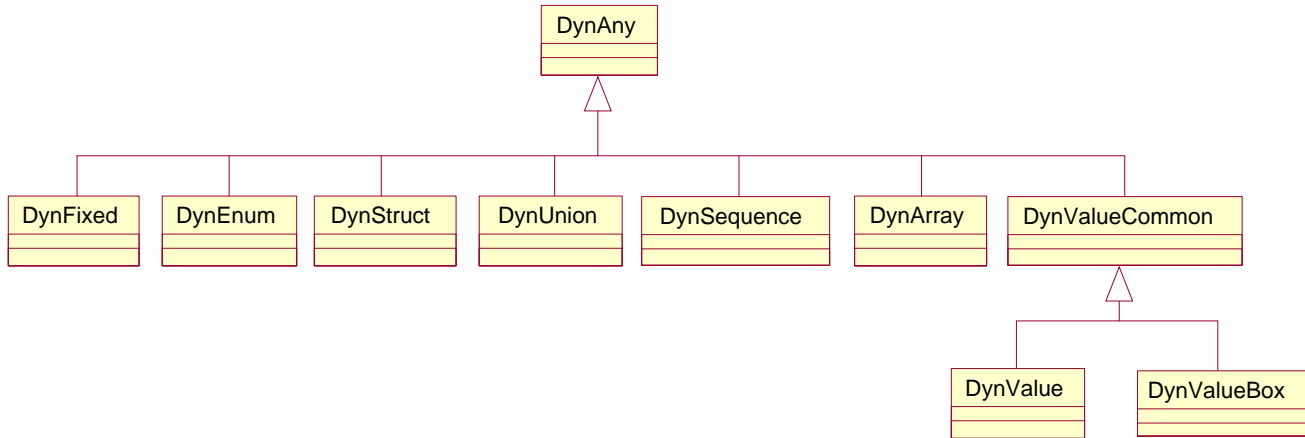 DynAny
DynFixed
DynEnum
DynStruct
DynUnion
DynSequence
DynArray
DynValueCommon
DynValue
DynValueBox